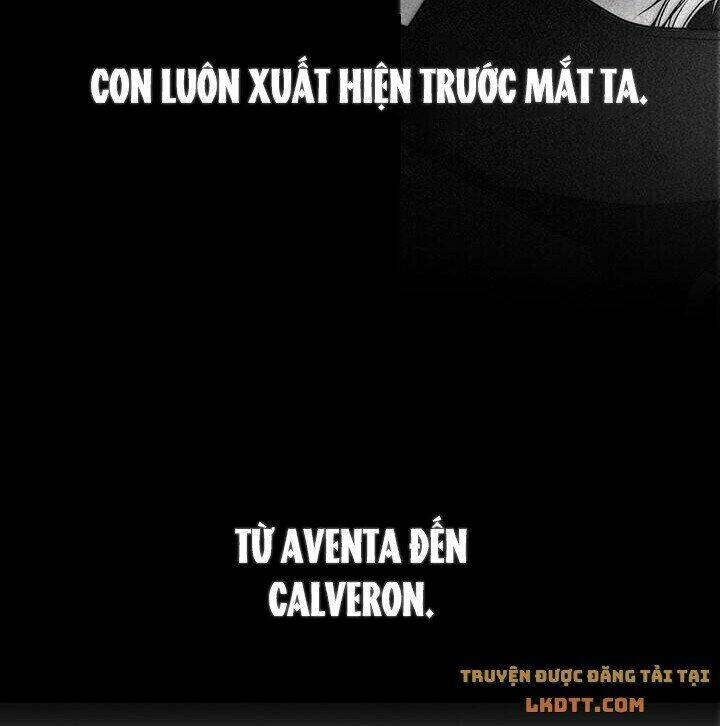 CON LUÔN XUẤT HIỆN TRƯỚC MẮT TA.
TỪ AVENTA ĐẾN
CALVERON.
TRUYỆN ĐƯỢC ĐĂNG TẢI TẠI
LKDTT.COM